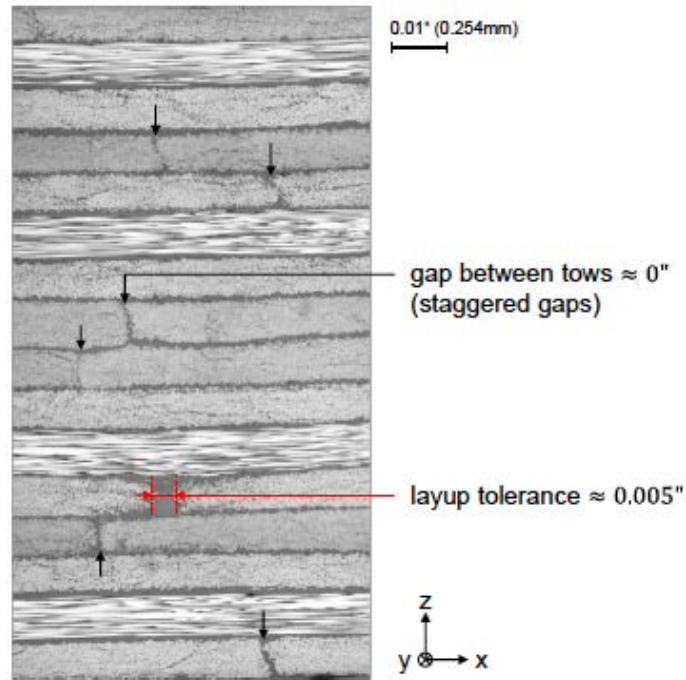 0.01" (0.254mm)
gap between tows ≈ 0"
(staggered gaps)
layup tolerance ≈ 0.005"
z
y
x